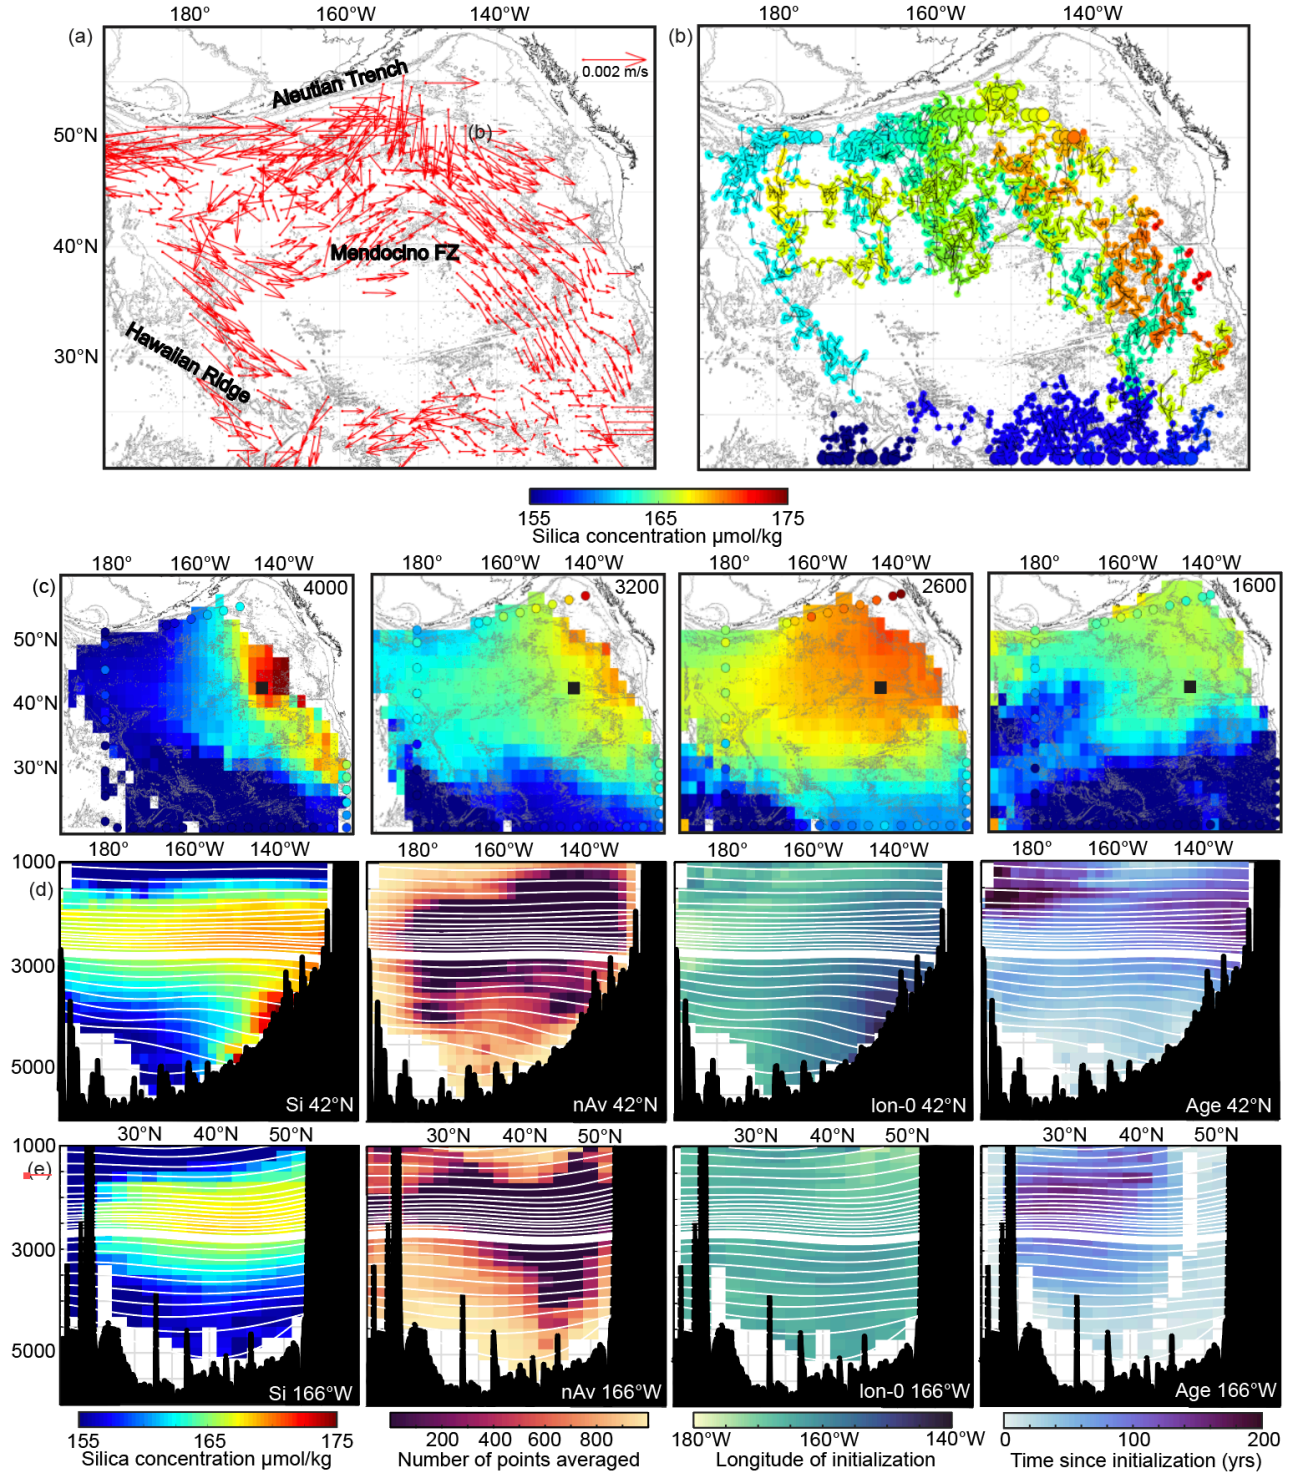 180° 160°W 140°W 180° 160°W 140°W
(a) (b)
Aleutian Trench
0.002 m/s
50°N
(b)
40°N
Mendocino FZ
30°N
Hawaiian Ridge
155 165 175
Silica concentration µmol/kg
180° 160°W 140°W 180° 160°W 140°W 180° 160°W 140°W 180° 160°W 140°W
(c) 4000 3200 2600 1600
50°N
40°N
30°N
180° 160°W 140°W 180° 160°W 140°W 180° 160°W 140°W 180° 160°W 140°W
1000
(d)
3000
5000
Si 42°N nAv 42°N lon-0 42°N Age 42°N
30°N 40°N 50°N 30°N 40°N 50°N 30°N 40°N 50°N 30°N 40°N 50°N
1000
(e)
3000
5000
Si 166°W nAv 166°W lon-0 166°W Age 166°W
155 165 175 200 400 600 800 180°W 160°W 140°W 0 100 200
Silica concentration µmol/kg Number of points averaged Longitude of initialization Time since initialization (yrs)